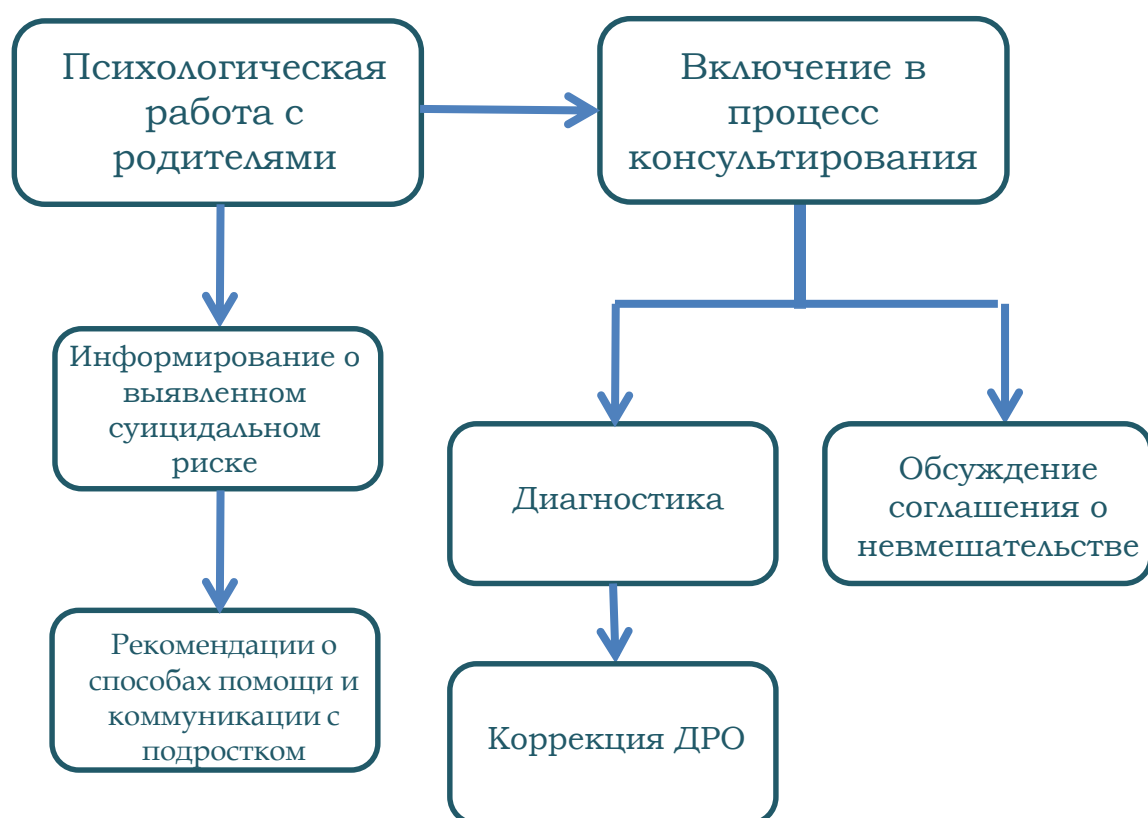 Психологическая
работа с
родителями
Включение в
процесс
консультирования
Информирование о
выявленном
суицидальном
риске
Диагностика
Обсуждение
соглашения о
невмешательстве
Рекомендации о
способах помощи и
коммуникации с
подростком
Коррекция ДРО